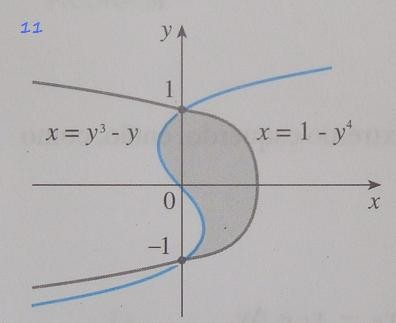 11
y
1
x = y³ - y
x = 1 - y⁴
0
x
−1